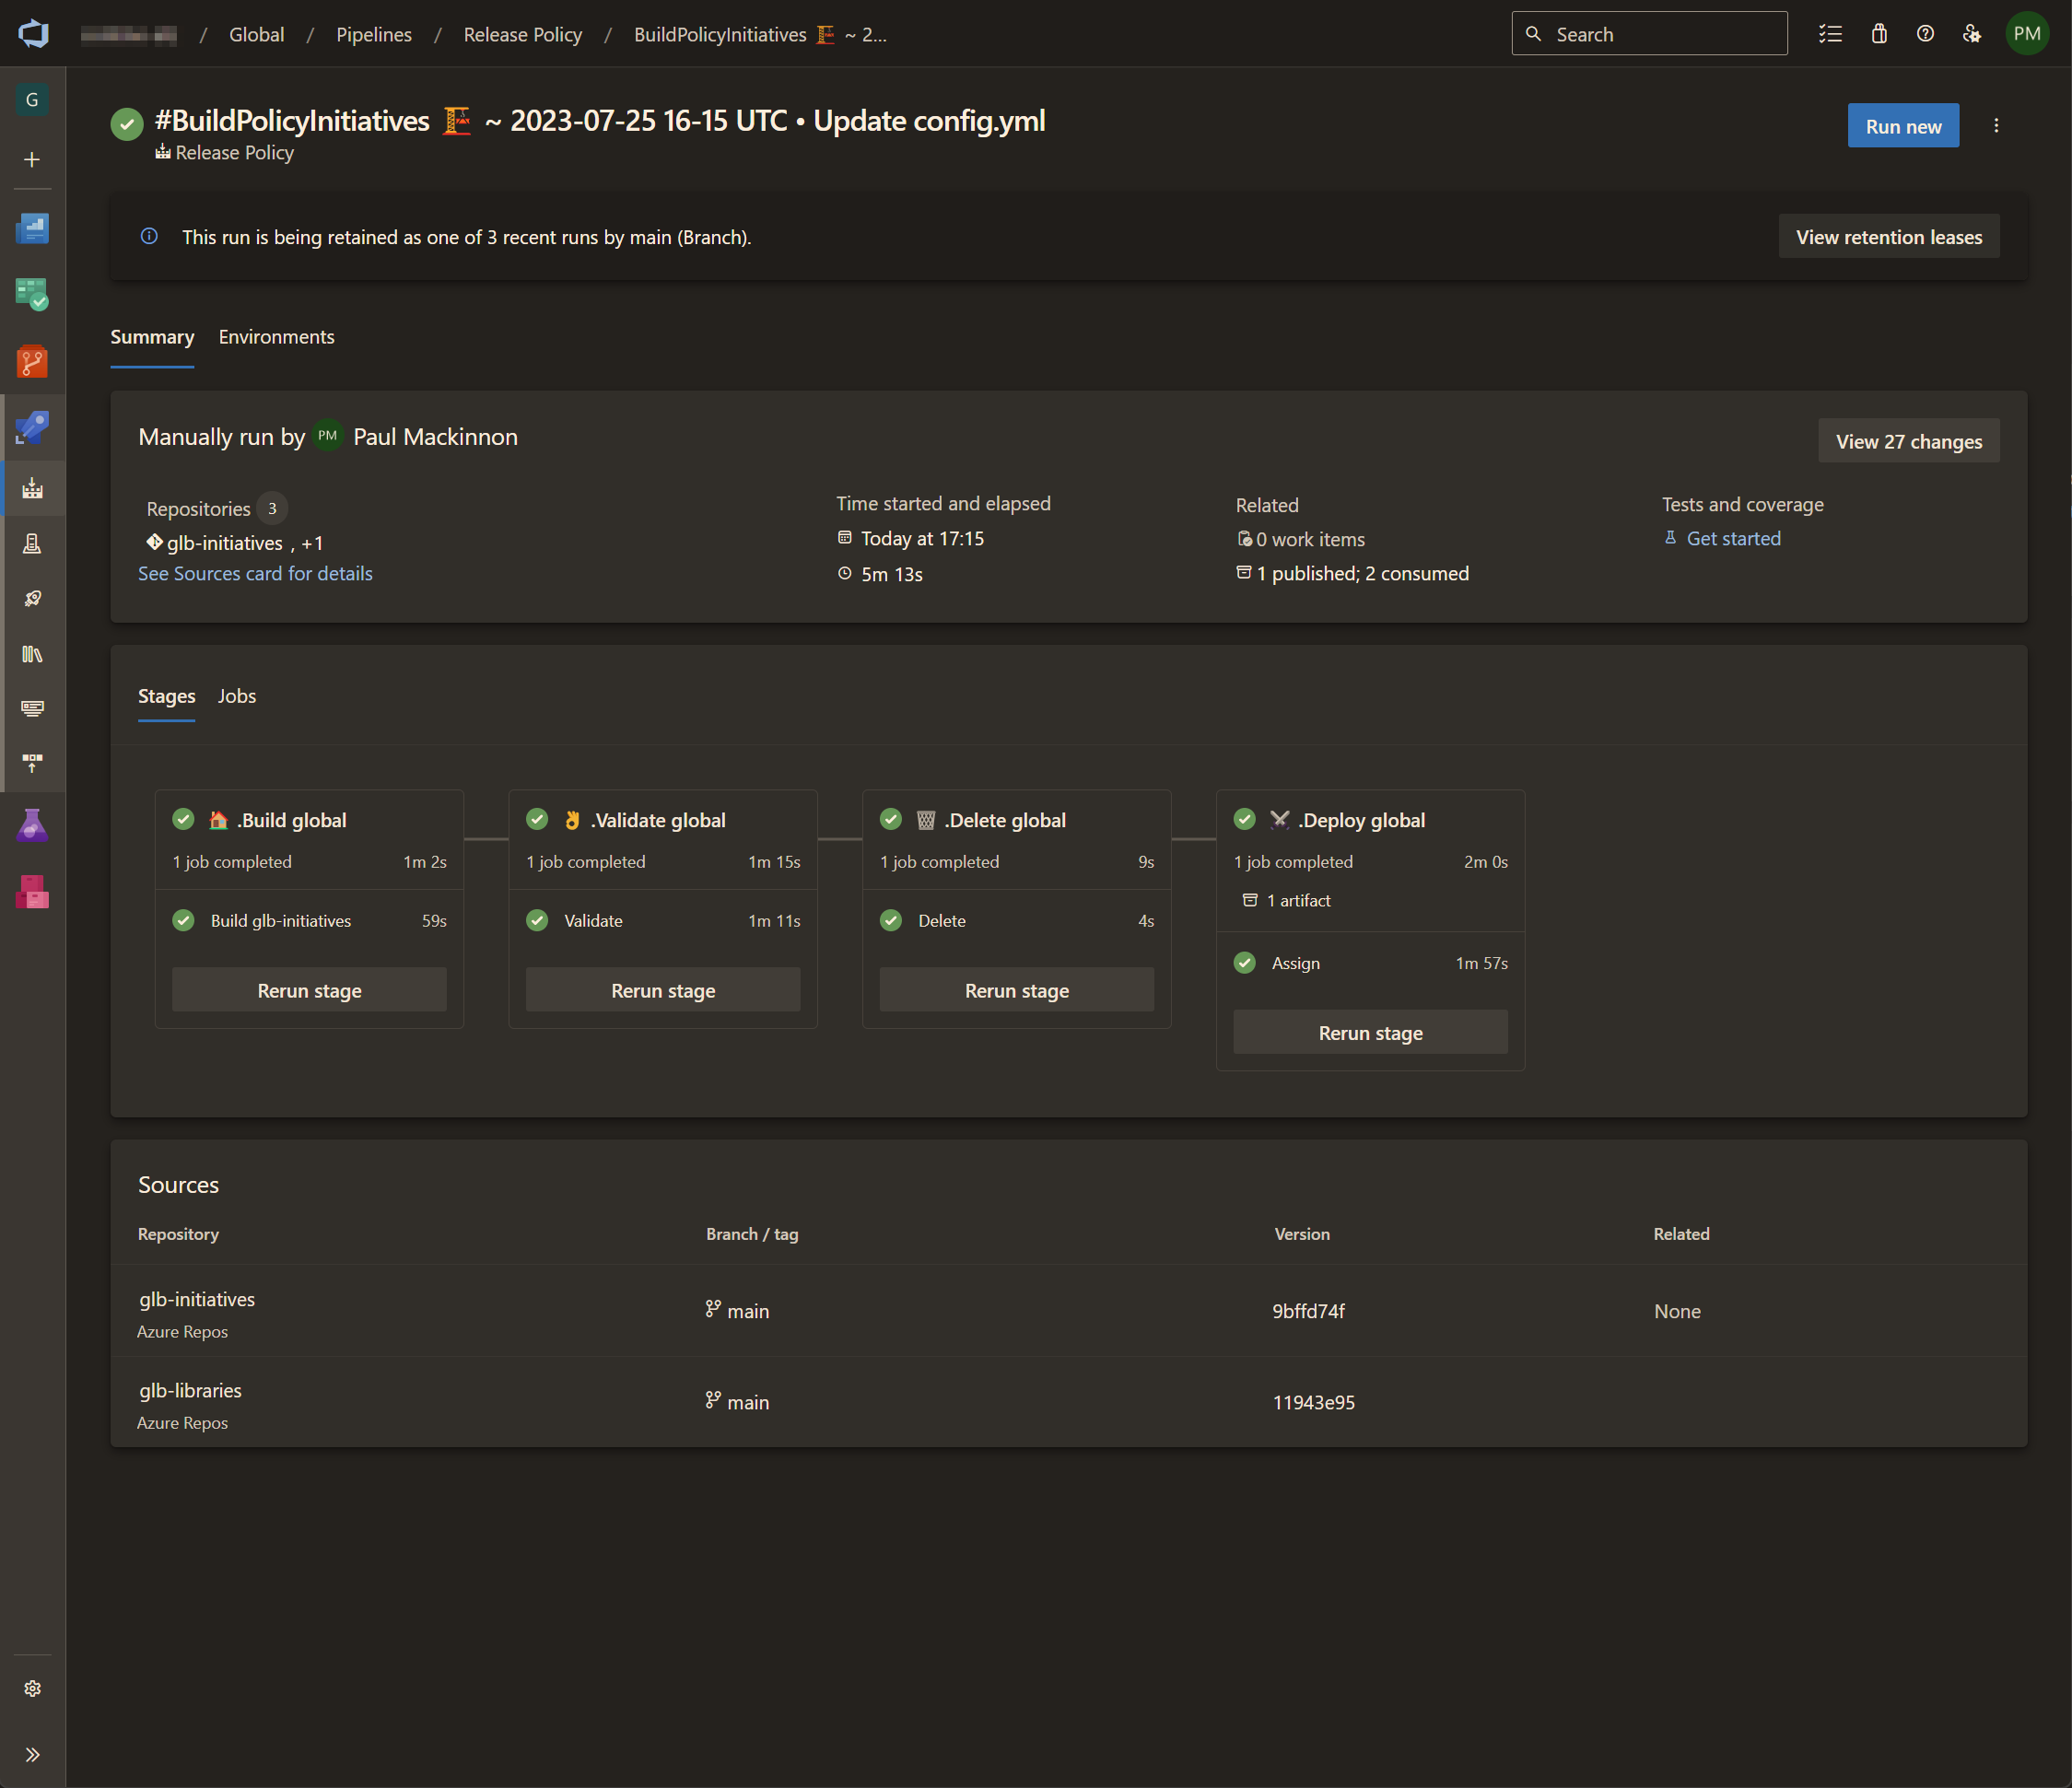 / Global / Pipelines / Release Policy / BuildPolicyInitiatives 🏗️ ~ 2...
Search
PM
G
#BuildPolicyInitiatives 🏗️ ~ 2023-07-25 16-15 UTC • Update config.yml
Release Policy
Run new
This run is being retained as one of 3 recent runs by main (Branch).
View retention leases
Summary Environments
Manually run by PM Paul Mackinnon
View 27 changes
Repositories 3
glb-initiatives , +1
See Sources card for details
Time started and elapsed
Today at 17:15
5m 13s
Related
0 work items
1 published; 2 consumed
Tests and coverage
Get started
Stages Jobs
🏠 .Build global
1 job completed 1m 2s
Build glb-initiatives 59s
Rerun stage
👌 .Validate global
1 job completed 1m 15s
Validate 1m 11s
Rerun stage
🗑️ .Delete global
1 job completed 9s
Delete 4s
Rerun stage
⚔️ .Deploy global
1 job completed 2m 0s
1 artifact
Assign 1m 57s
Rerun stage
Sources
Repository Branch / tag Version Related
glb-initiatives
Azure Repos
main 9bffd74f None
glb-libraries
Azure Repos
main 11943e95